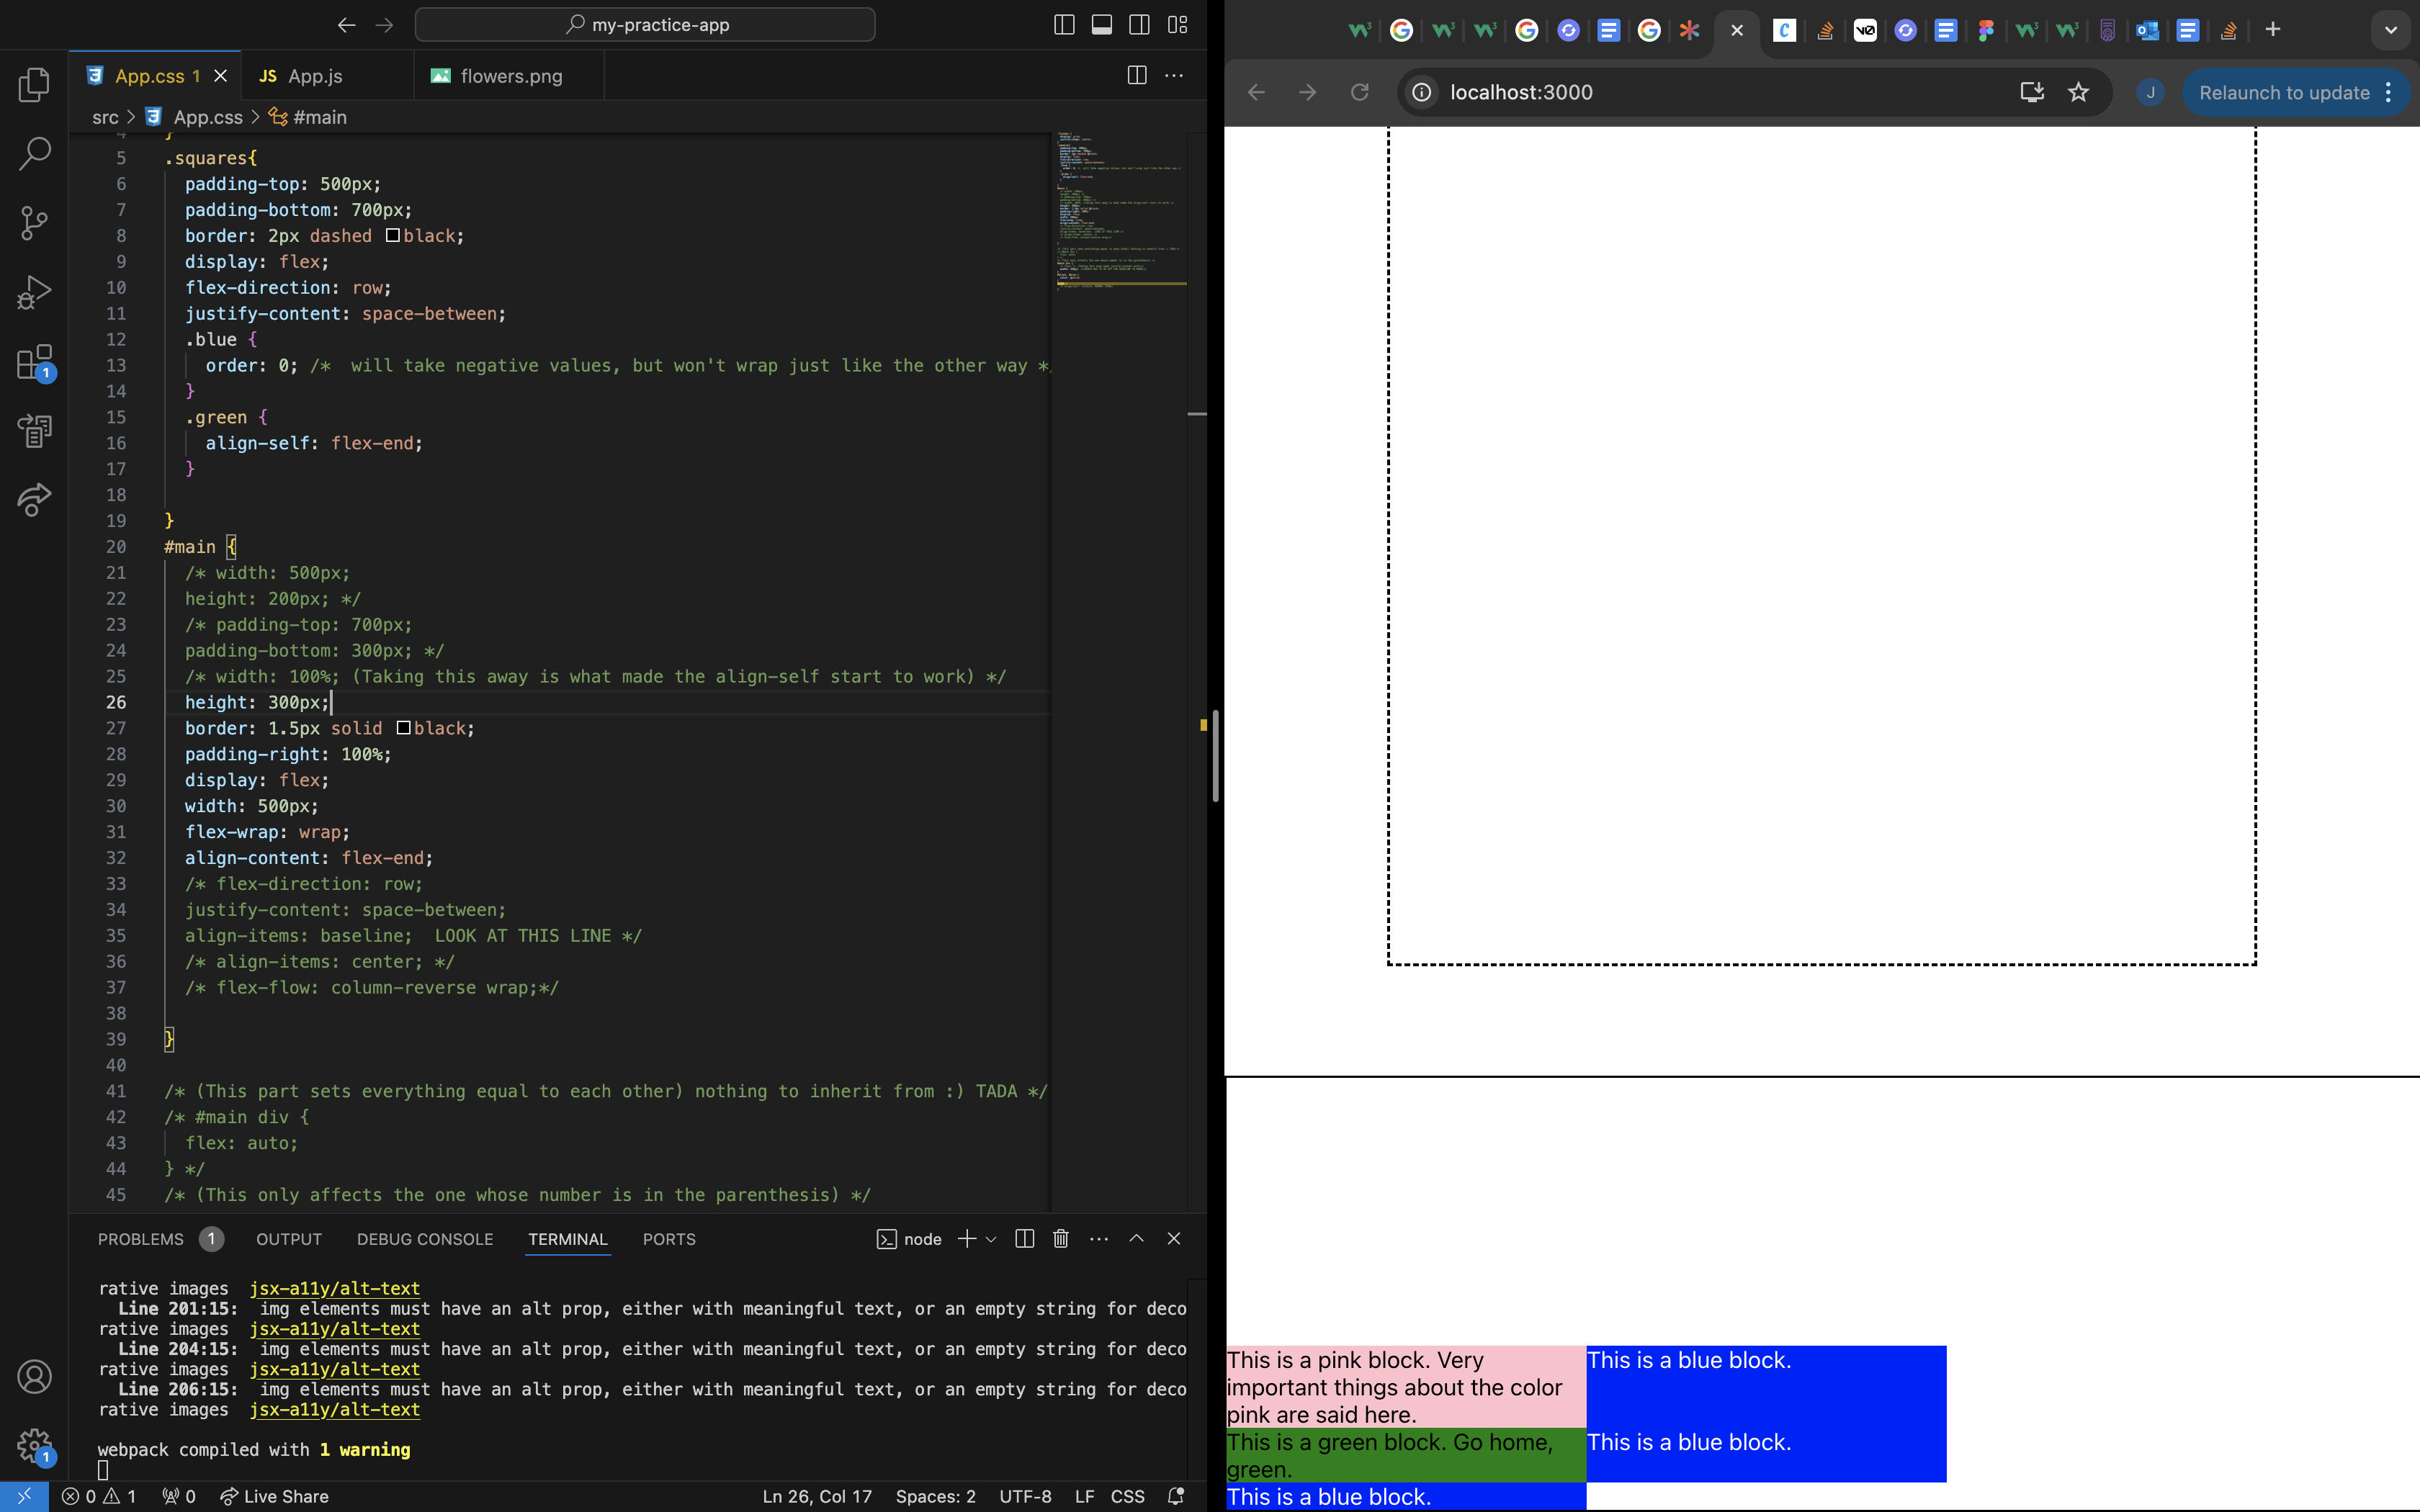 my-practice-app
App.css 1
JS App.js
flowers.png
src > App.css > #main
4 }
5 .squares{
6 padding-top: 500px;
7 padding-bottom: 700px;
8 border: 2px dashed black;
9 display: flex;
10 flex-direction: row;
11 justify-content: space-between;
12 .blue {
13 order: 0; /*  will take negative values, but won't wrap just like the other way *
14 }
15 .green {
16 align-self: flex-end;
17 }
18
19 }
20 #main {
21 /* width: 500px;
22 height: 200px; */
23 /* padding-top: 700px;
24 padding-bottom: 300px; */
25 /* width: 100%; (Taking this away is what made the align-self start to work) */
26 height: 300px;
27 border: 1.5px solid black;
28 padding-right: 100%;
29 display: flex;
30 width: 500px;
31 flex-wrap: wrap;
32 align-content: flex-end;
33 /* flex-direction: row;
34 justify-content: space-between;
35 align-items: baseline;  LOOK AT THIS LINE */
36 /* align-items: center; */
37 /* flex-flow: column-reverse wrap;*/
38
39 }
40
41 /* (This part sets everything equal to each other) nothing to inherit from :) TADA */
42 /* #main div {
43 flex: auto;
44 } */
45 /* (This only affects the one whose number is in the parenthesis) */
PROBLEMS 1 OUTPUT DEBUG CONSOLE TERMINAL PORTS node
rative images  jsx-a11y/alt-text
Line 201:15:  img elements must have an alt prop, either with meaningful text, or an empty string for deco
rative images  jsx-a11y/alt-text
Line 204:15:  img elements must have an alt prop, either with meaningful text, or an empty string for deco
rative images  jsx-a11y/alt-text
Line 206:15:  img elements must have an alt prop, either with meaningful text, or an empty string for deco
rative images  jsx-a11y/alt-text
webpack compiled with 1 warning
1
1
0 1 0 Live Share Ln 26, Col 17 Spaces: 2 UTF-8 LF CSS
localhost:3000
J
Relaunch to update
This is a pink block. Very
important things about the color
pink are said here.
This is a blue block.
This is a green block. Go home,
green.
This is a blue block.
This is a blue block.